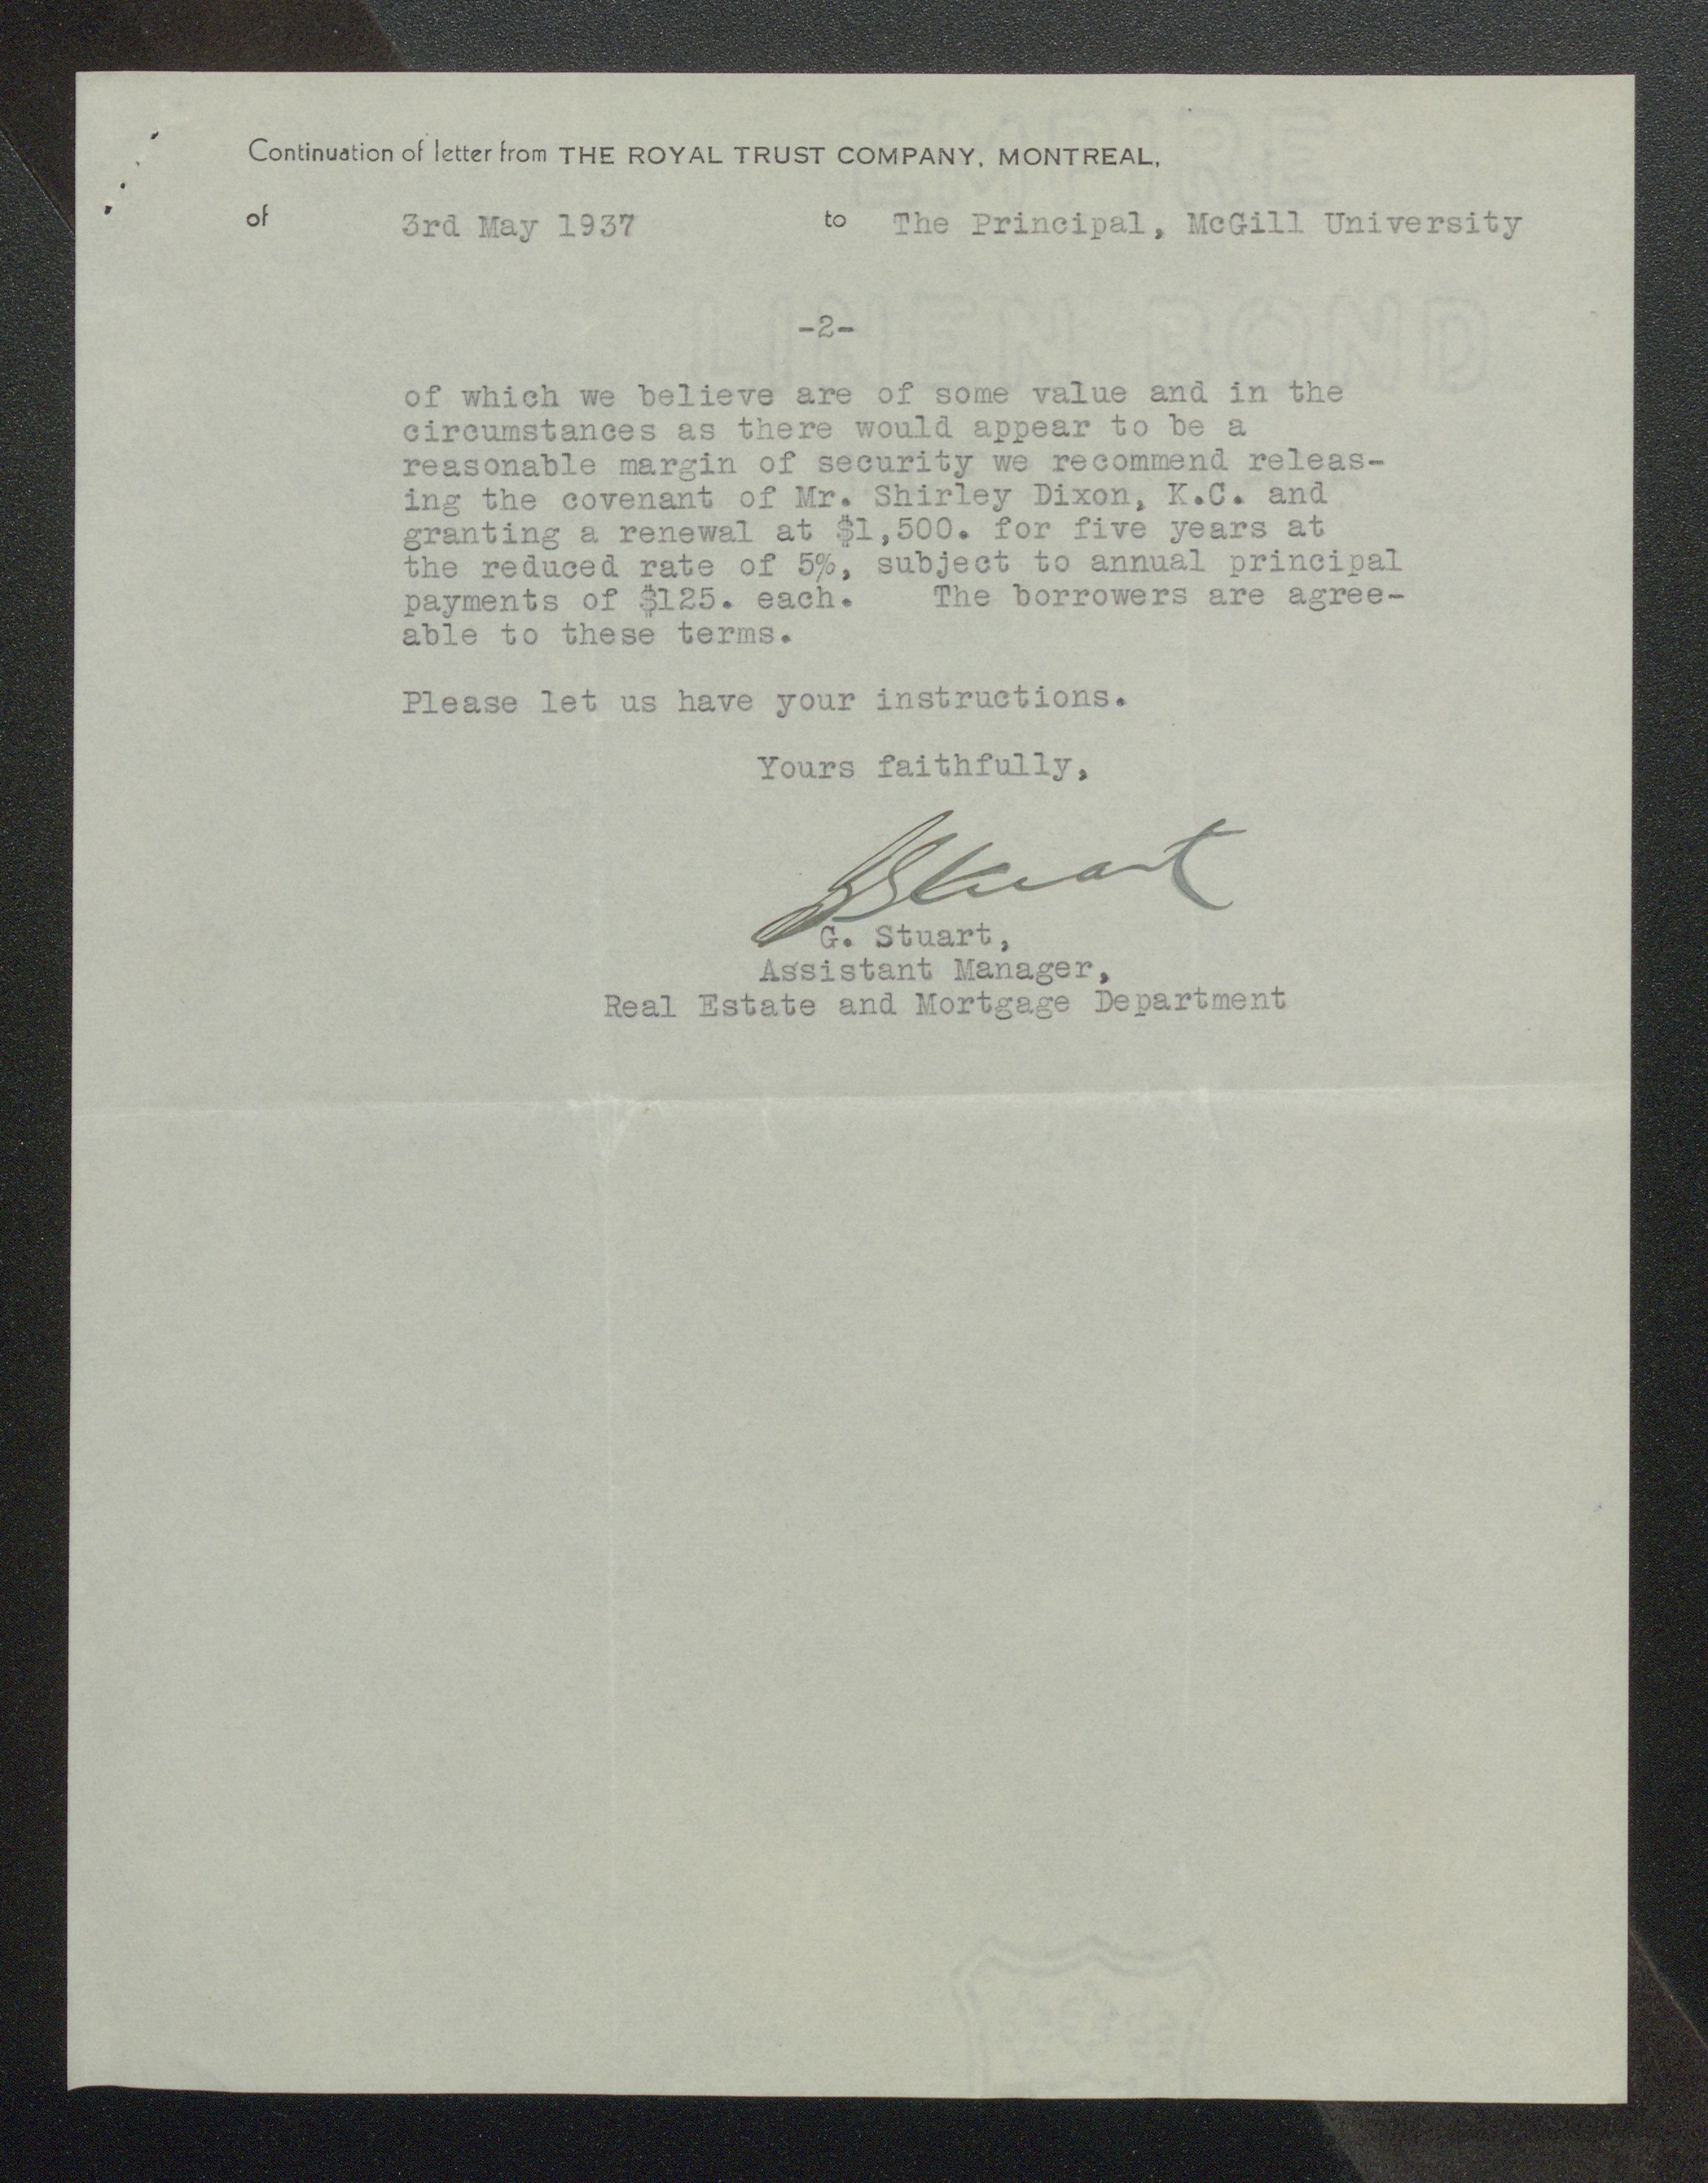 EMPIRE
Continuation of letter from THE ROYAL TRUST COMPANY, MONTREAL,
of 3rd May 1937 to The Principal, McGill University
LINEN BOND
-2-
of which we believe are of some value and in the
circumstances as there would appear to be a
reasonable margin of security we recommend releas-
ing the covenant of Mr. Shirley Dixon, K.C. and
granting a renewal at $1,500. for five years at
the reduced rate of 5%, subject to annual principal
payments of $125. each. The borrowers are agree-
able to these terms.
Please let us have your instructions.
Yours faithfully,
G Stuart
G. Stuart,
Assistant Manager,
Real Estate and Mortgage Department